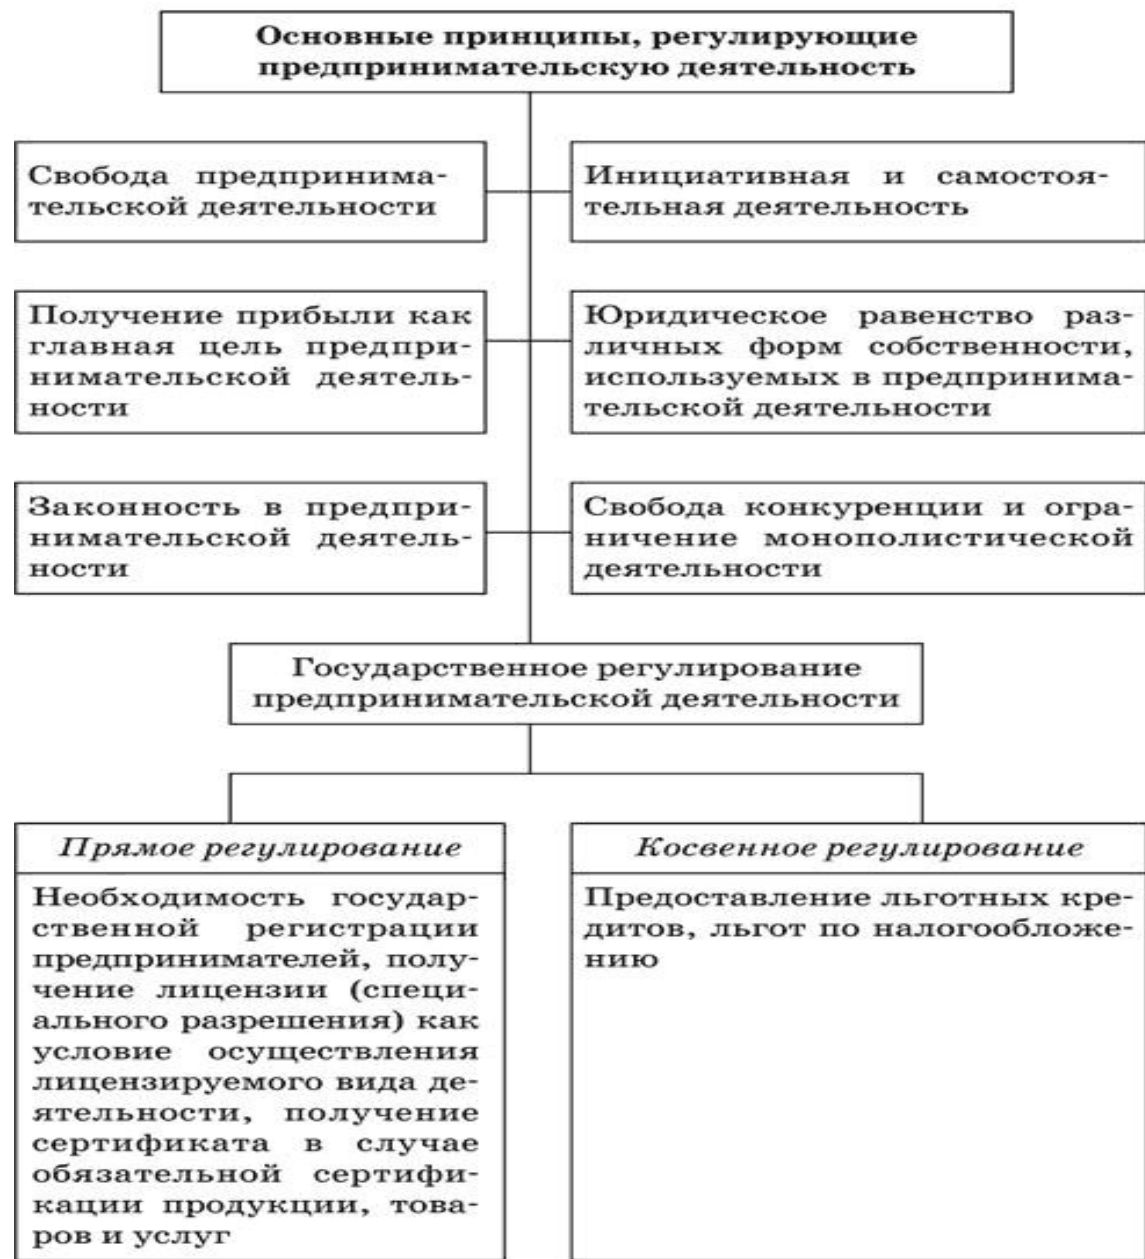 Основные принципы, регулирующие
предпринимательскую деятельность
Свобода предпринима-
тельской деятельности
Инициативная и самостоя-
тельная деятельность
Получение прибыли как
главная цель предпри-
нимательской деятель-
ности
Юридическое равенство раз-
личных форм собственности,
используемых в предпринима-
тельской деятельности
Законность в предпри-
нимательской деятель-
ности
Свобода конкуренции и огра-
ничение монополистической
деятельности
Государственное регулирование
предпринимательской деятельности
Прямое регулирование
Необходимость государ-
ственной регистрации
предпринимателей, полу-
чение лицензии (специ-
ального разрешения) как
условие осуществления
лицензируемого вида де-
ятельности, получение
сертификата в случае
обязательной сертифи-
кации продукции, това-
ров и услуг
Косвенное регулирование
Предоставление льготных кре-
дитов, льгот по налогообложе-
нию